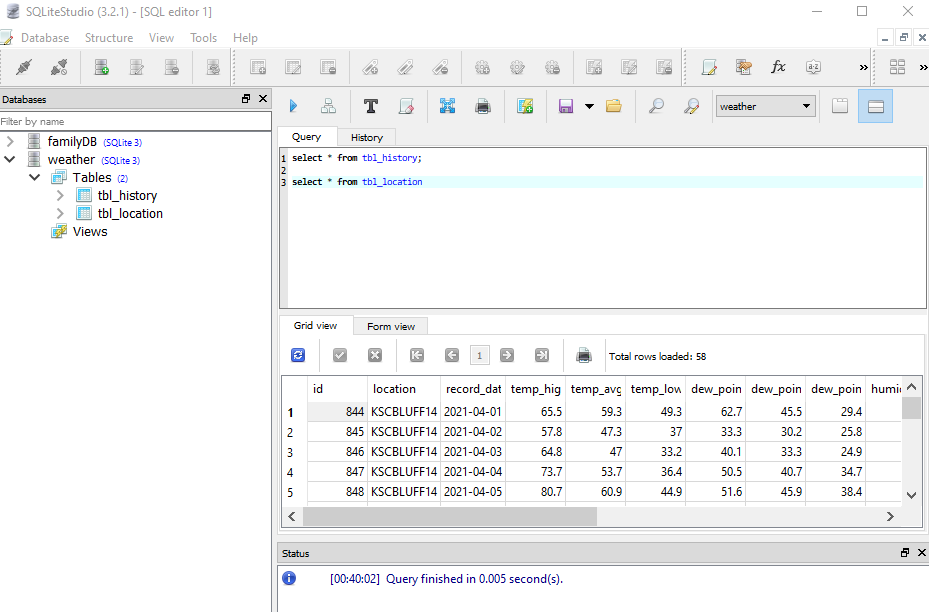 SQLiteStudio (3.2.1) - [SQL editor 1]
Database Structure View Tools Help
Databases
Filter by name
familyDB (SQLite 3)
weather (SQLite 3)
Tables (2)
tbl_history
tbl_location
Views
T
fx
a-z
»
»
weather
Query History
1 select * from tbl_history;
2
3 select * from tbl_location
Grid view Form view
1
Total rows loaded: 58
id location record_dat temp_hig temp_avg temp_low dew_poin dew_poin dew_poin humi
1 844 KSCBLUFF14 2021-04-01 65.5 59.3 49.3 62.7 45.5 29.4
2 845 KSCBLUFF14 2021-04-02 57.8 47.3 37 33.3 30.2 25.8
3 846 KSCBLUFF14 2021-04-03 64.8 47 33.2 40.1 33.3 24.9
4 847 KSCBLUFF14 2021-04-04 73.7 53.7 36.4 50.5 40.7 34.7
5 848 KSCBLUFF14 2021-04-05 80.7 60.9 44.9 51.6 45.9 38.4
Status
[00:40:02] Query finished in 0.005 second(s).